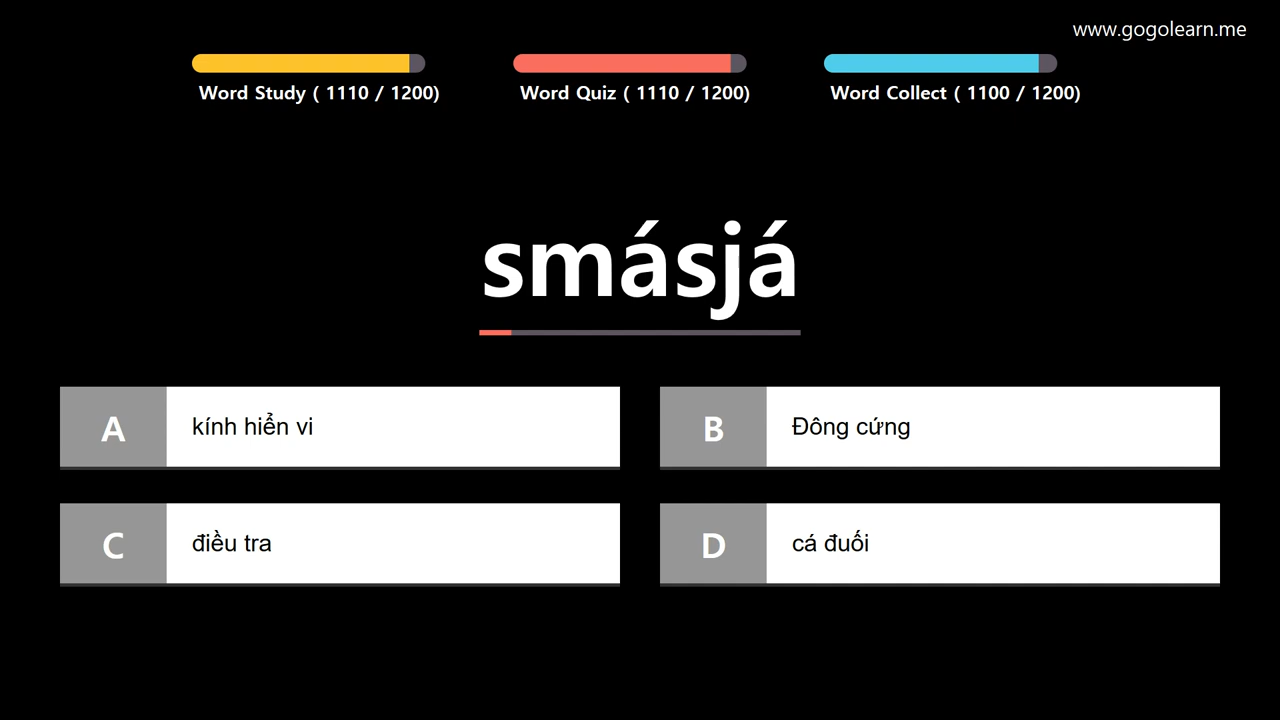 www.gogolearn.me
Word Study ( 1110 / 1200)
Word Quiz ( 1110 / 1200)
Word Collect ( 1100 / 1200)
smásjá
A kính hiển vi
B Đông cứng
C điều tra
D cá đuối